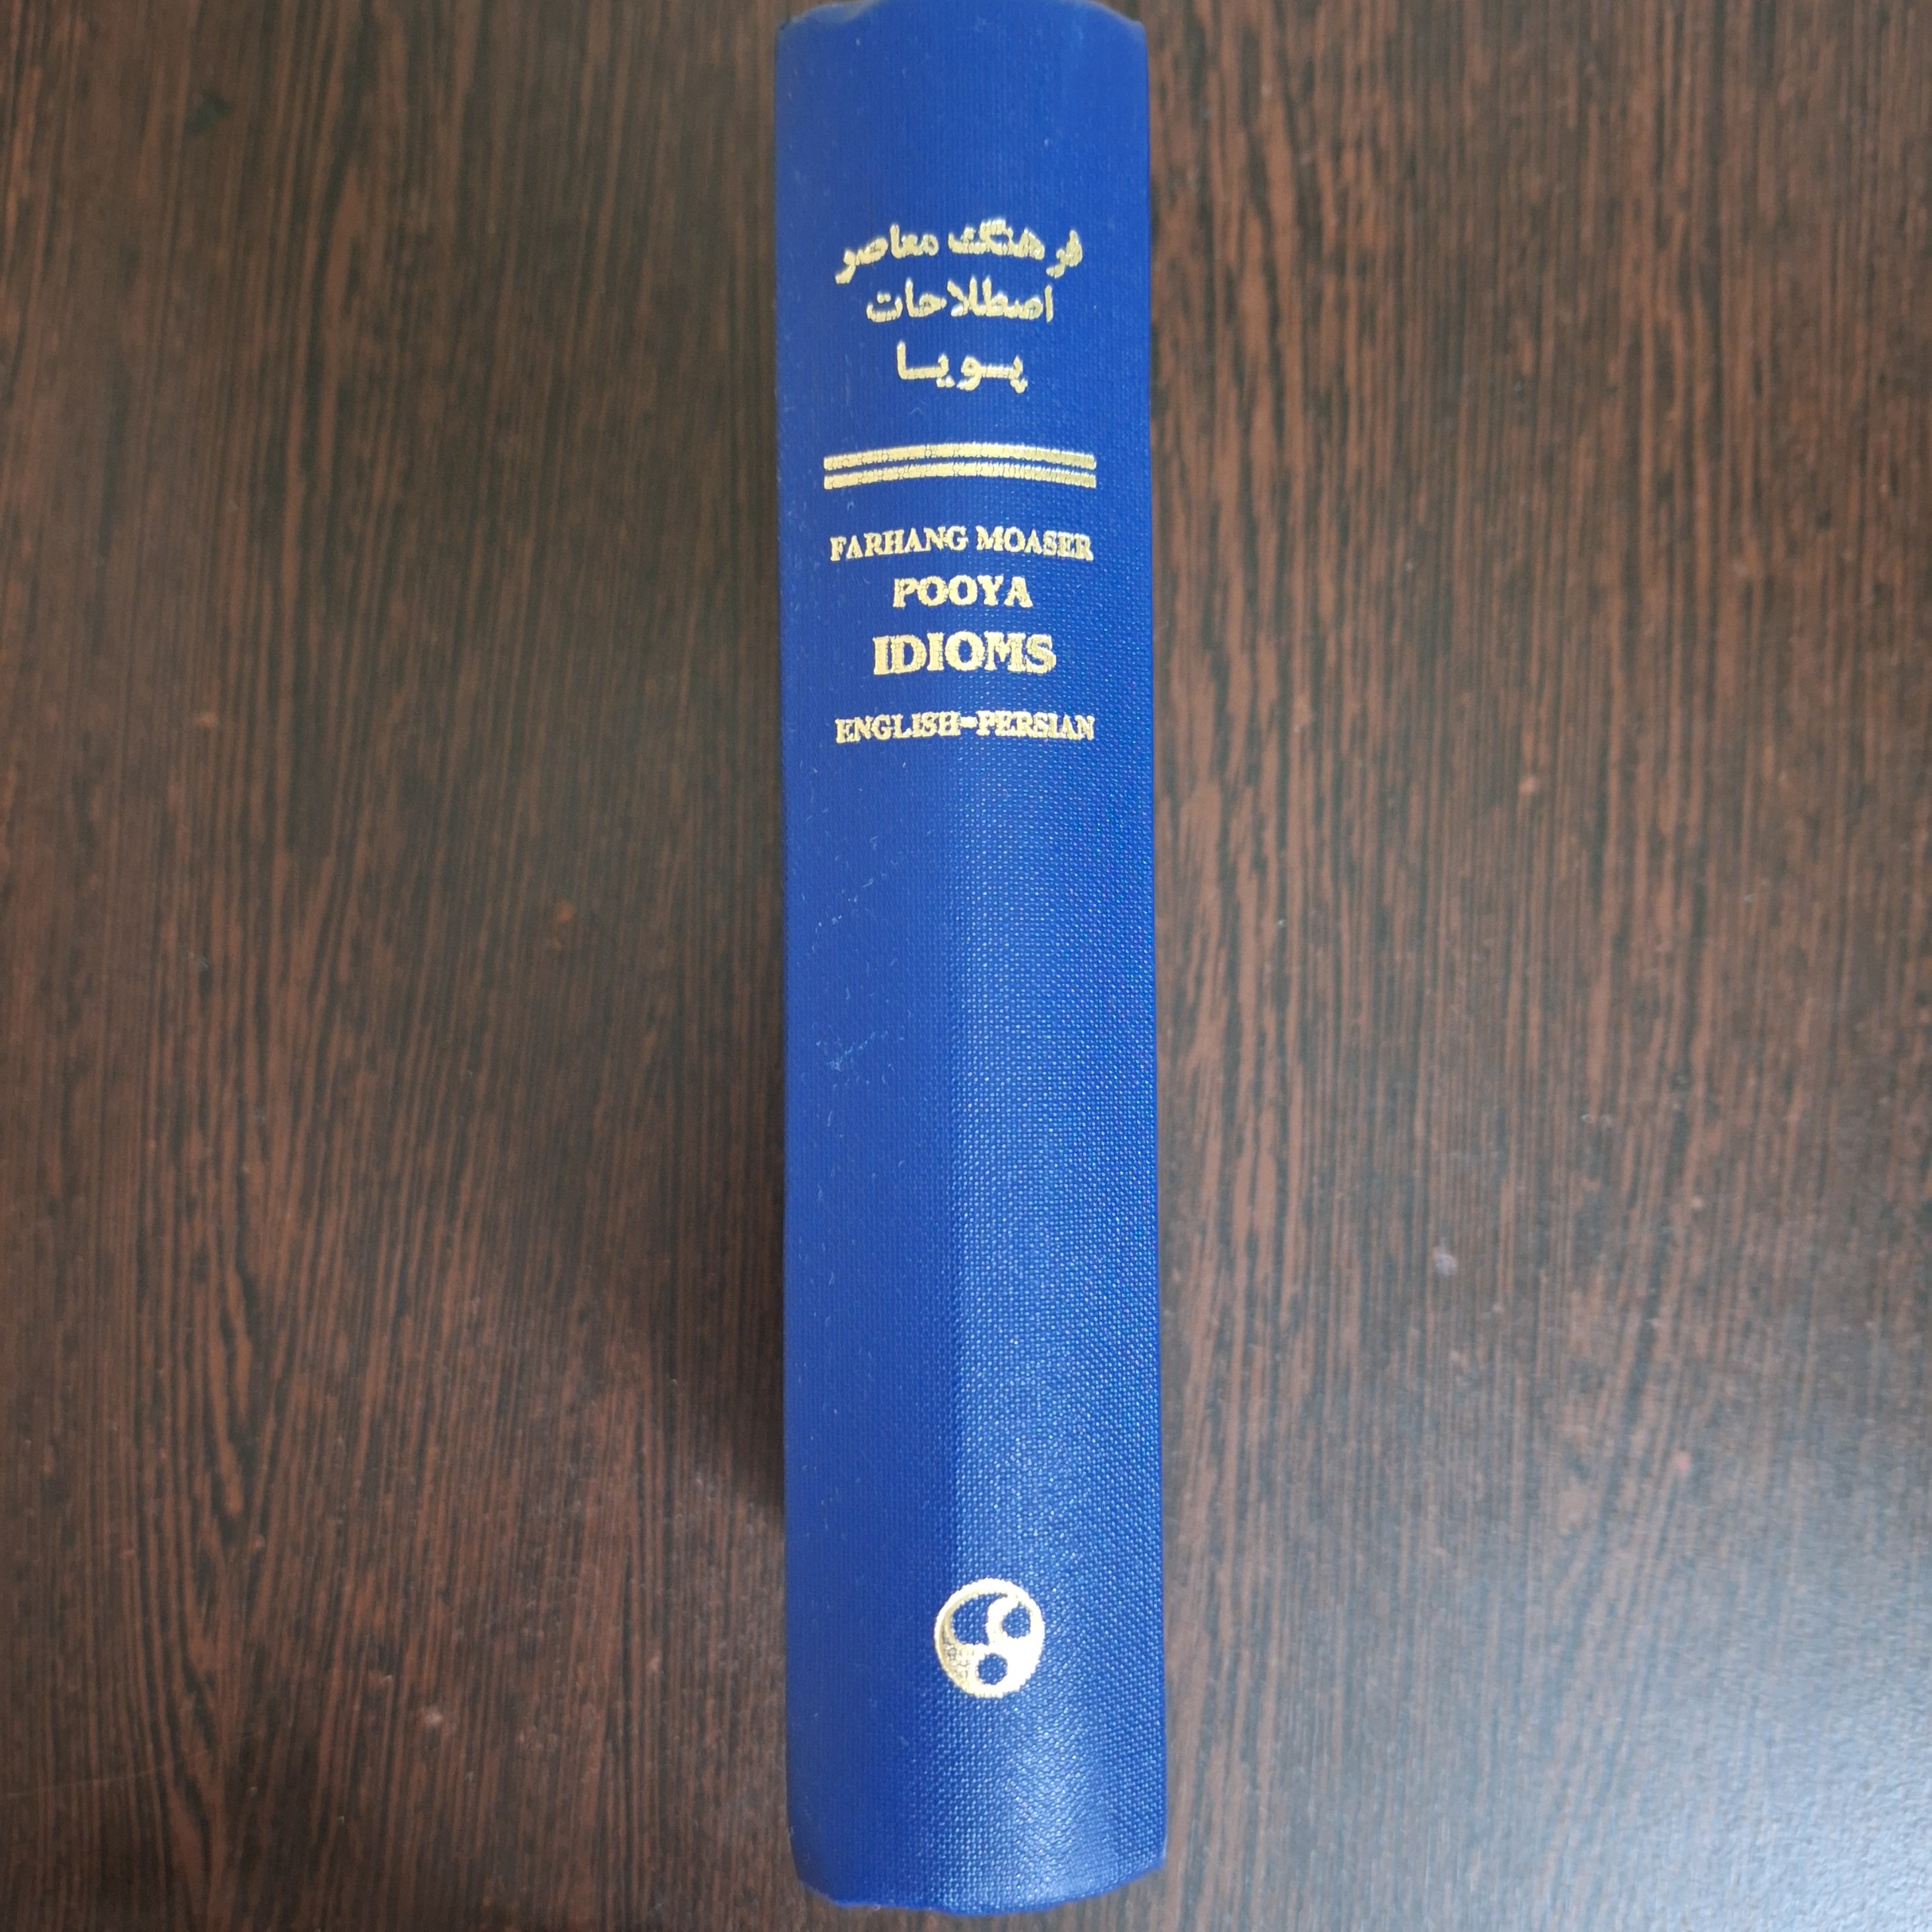 فرهنگ معاصر
اصطلاحات
پویا
FARHANG MOASER
POOYA
IDIOMS
ENGLISH-PERSIAN